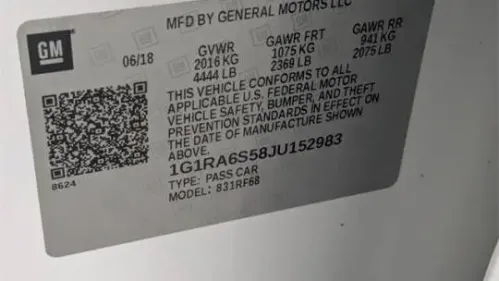 MFD BY GENERAL MOTORS LLC
GM
06/18 GVWR GAWR FRT GAWR RR
2016 KG 1075 KG 941 KG
4444 LB 2369 LB 2075 LB
THIS VEHICLE CONFORMS TO ALL
APPLICABLE U.S. FEDERAL MOTOR
VEHICLE SAFETY, BUMPER, AND THEFT
PREVENTION STANDARDS IN EFFECT ON
THE DATE OF MANUFACTURE SHOWN
ABOVE.
1G1RA6S58JU152983
8624
TYPE: PASS CAR
MODEL: 831RF68